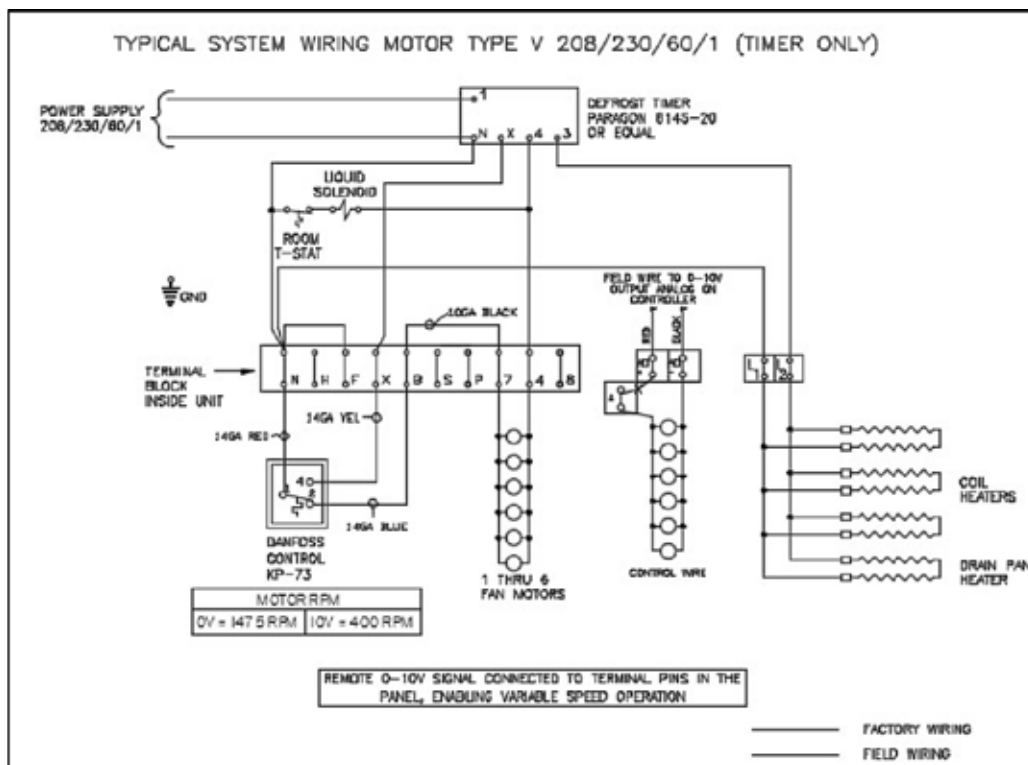 TYPICAL SYSTEM WIRING MOTOR TYPE V 208/230/60/1 (TIMER ONLY)
POWER SUPPLY
208/230/60/1
1
N X 4 3
DEFROST TIMER
PARAGON 8145-20
OR EQUAL
LIQUID
SOLENOID
ROOM
T-STAT
GND
FIELD WIRE TO 0-10V
OUTPUT ANALOG ON
CONTROLLER
RED
BLACK
10GA BLACK
TERMINAL
BLOCK
INSIDE UNIT
N H F X B S P 7 4 8
14GA YEL
14GA RED
4
14GA BLUE
DANFOSS
CONTROL
KP-73
1 THRU 6
FAN MOTORS
CONTROL WIRE
COIL
HEATERS
DRAIN PAN
HEATER
MOTOR RPM
0V = 1475 RPM 10V = 400 RPM
REMOTE 0-10V SIGNAL CONNECTED TO TERMINAL PINS IN THE
PANEL, ENABLING VARIABLE SPEED OPERATION
FACTORY WIRING
FIELD WIRING